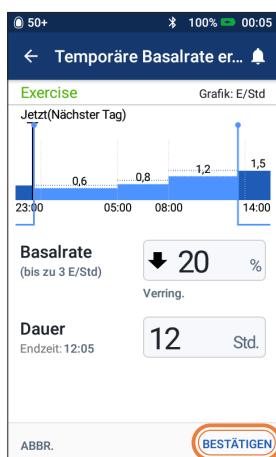 50+ 100% 00:05
Temporäre Basalrate er...
Exercise Grafik: E/Std
Jetzt(Nächster Tag)
0,6 0,8 1,2 1,5
23:00 05:00 08:00 14:00
Basalrate 20 %
(bis zu 3 E/Std)
Verring.
Dauer 12 Std.
Endzeit: 12:05
ABBR. BESTÄTIGEN